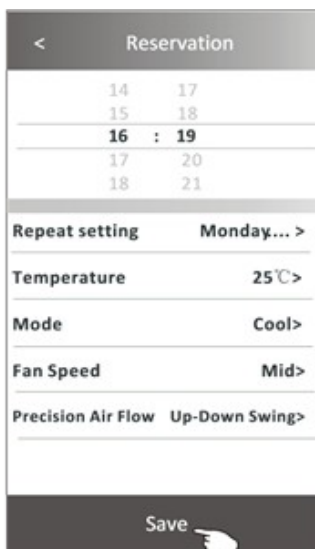 < Reservation
14 17
15 18
16 : 19
17 20
18 21
Repeat setting Monday,... >
Temperature 25℃>
Mode Cool>
Fan Speed Mid>
Precision Air Flow Up-Down Swing>
Save